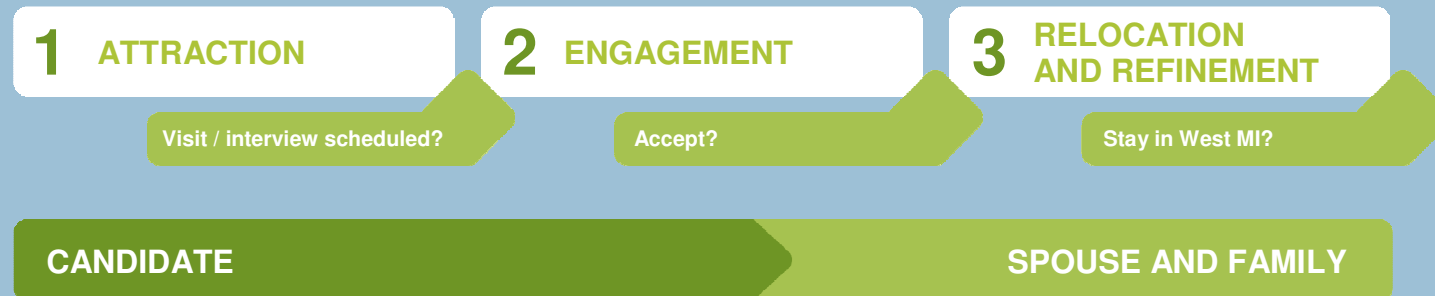 1 ATTRACTION
2 ENGAGEMENT
3 RELOCATION
AND REFINEMENT
Visit / interview scheduled?
Accept?
Stay in West MI?
CANDIDATE
SPOUSE AND FAMILY